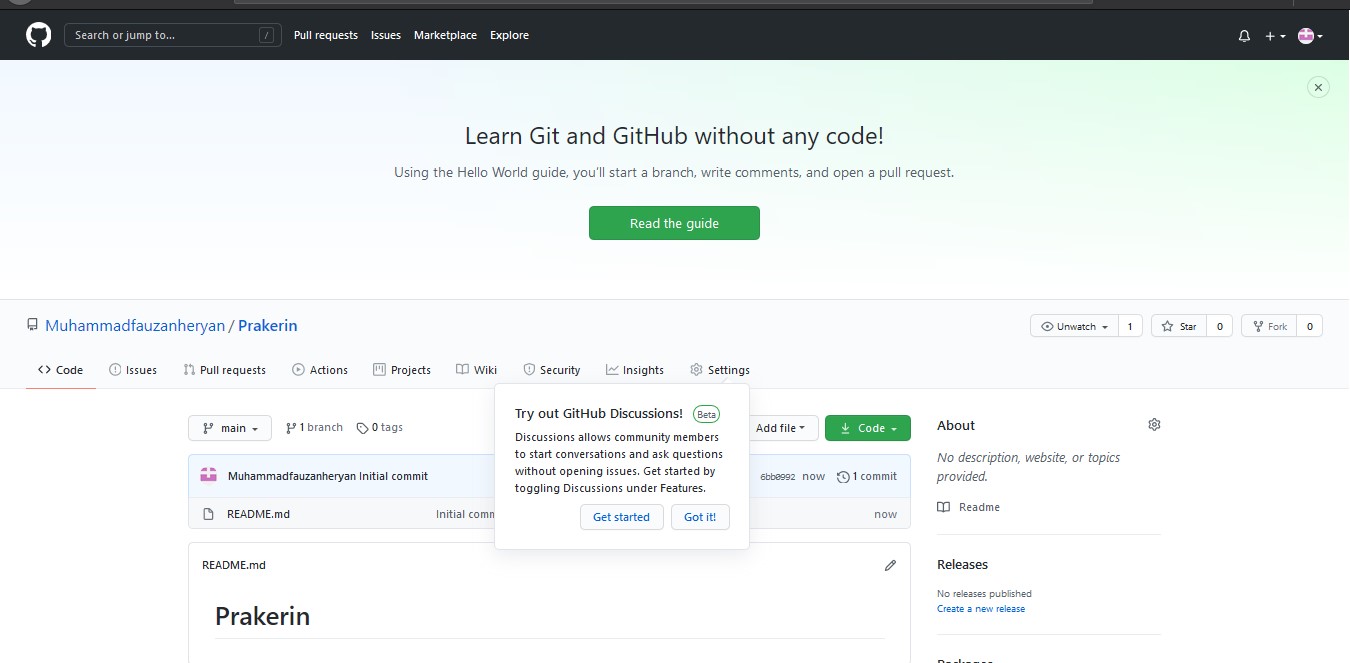 Search or jump to... /
Pull requests Issues Marketplace Explore
Learn Git and GitHub without any code!
Using the Hello World guide, you'll start a branch, write comments, and open a pull request.
Read the guide
Muhammadfauzanheryan / Prakerin
Unwatch 1 Star 0 Fork 0
Code Issues Pull requests Actions Projects Wiki Security Insights Settings
main 1 branch 0 tags
Add file Code
Try out GitHub Discussions! Beta
Discussions allows community members
to start conversations and ask questions
without opening issues. Get started by
toggling Discussions under Features.
Get started Got it!
Muhammadfauzanheryan Initial commit
6bb8992 now 1 commit
README.md Initial now
README.md
Prakerin
About
No description, website, or topics
provided.
Readme
Releases
No releases published
Create a new release